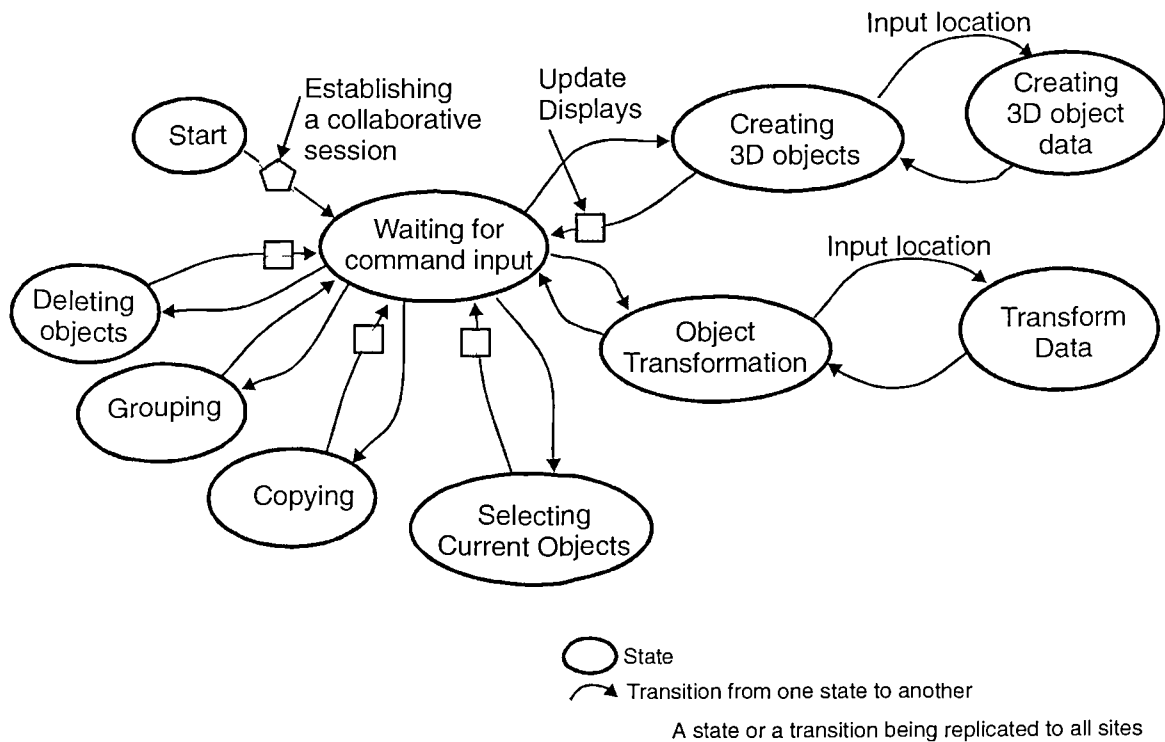 Input location
Creating
3D object
data
Update
Displays
Creating
3D objects
Establishing
a collaborative
session
Start
Waiting for
command input
Input location
Deleting
objects
Object
Transformation
Transform
Data
Grouping
Copying
Selecting
Current Objects
State
Transition from one state to another
A state or a transition being replicated to all sites